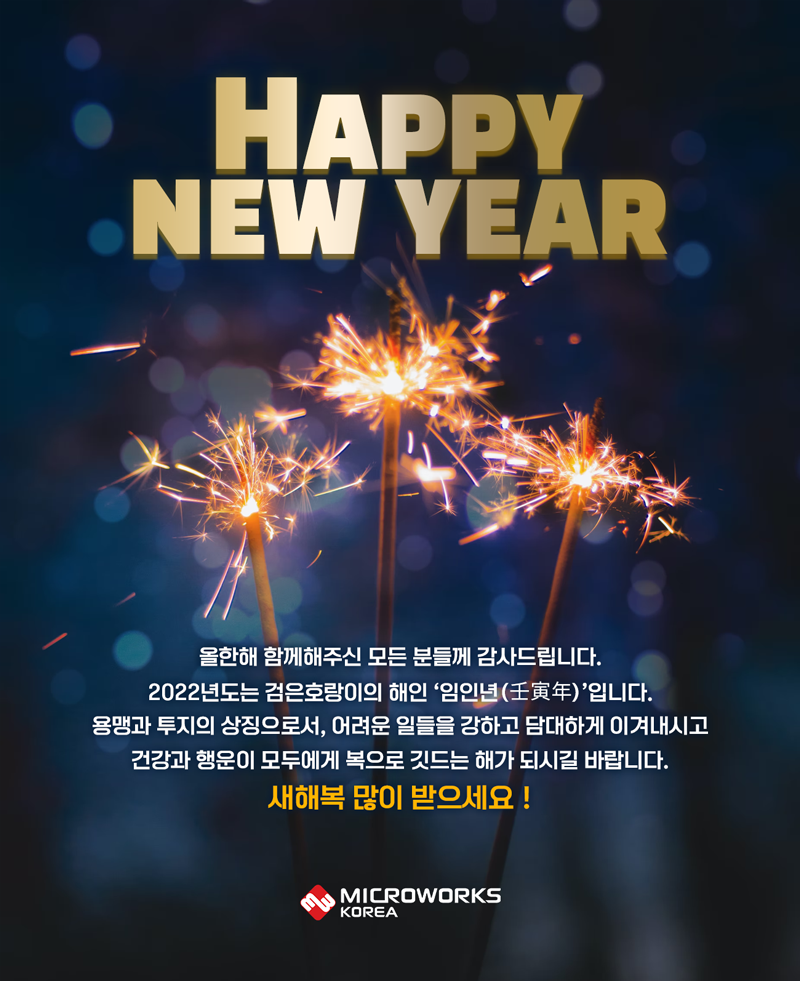 HAPPY
NEW YEAR
올한해 함께해주신 모든 분들께 감사드립니다.
2022년도는 검은호랑이의 해인 ‘임인년(壬寅年)’입니다.
용맹과 투지의 상징으로서, 어려운 일들을 강하고 담대하게 이겨내시고
건강과 행운이 모두에게 복으로 깃드는 해가 되시길 바랍니다.
새해복 많이 받으세요 !
MICROWORKS
KOREA